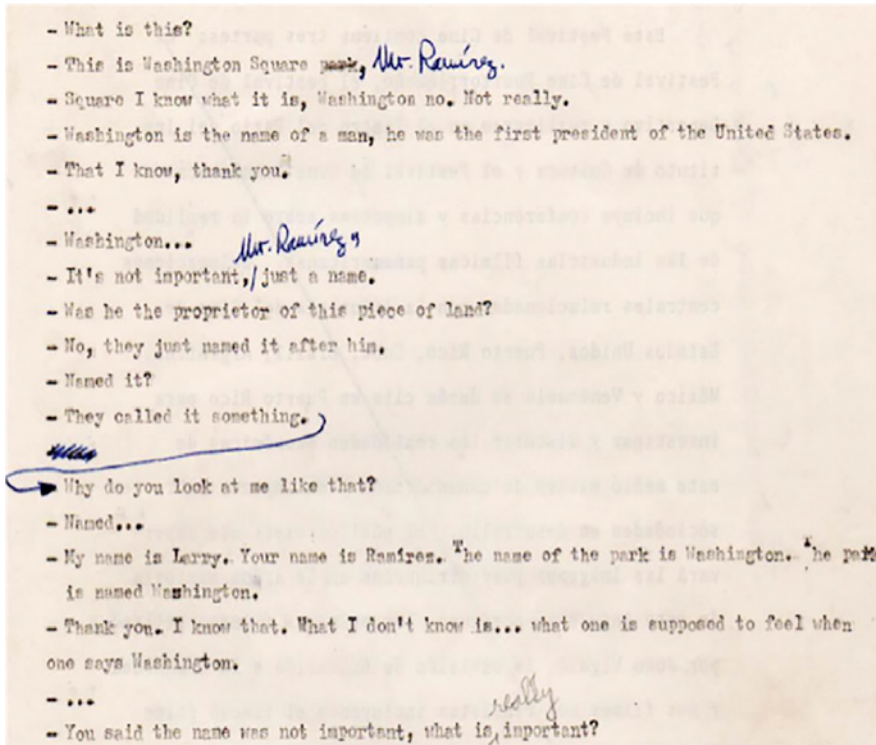 - What is this?
- This is Washington Square park, Mr. Ramírez.
- Square I know what it is, Washington no. Not really.
- Washington is the name of a man, he was the first president of the United States.
- That I know, thank you.
- ...
- Washington...
Mr. Ramírez,
- It's not important, / just a name.
- Was he the proprietor of this piece of land?
- No, they just named it after him.
- Named it?
- They called it something.
Why do you look at me like that?
- Named...
- My name is Larry. Your name is Ramires. The name of the park is Washington. The park
is named Washington.
- Thank you. I know that. What I don't know is... what one is supposed to feel when
one says Washington.
- ...
really
- You said the name was not important, what is important?